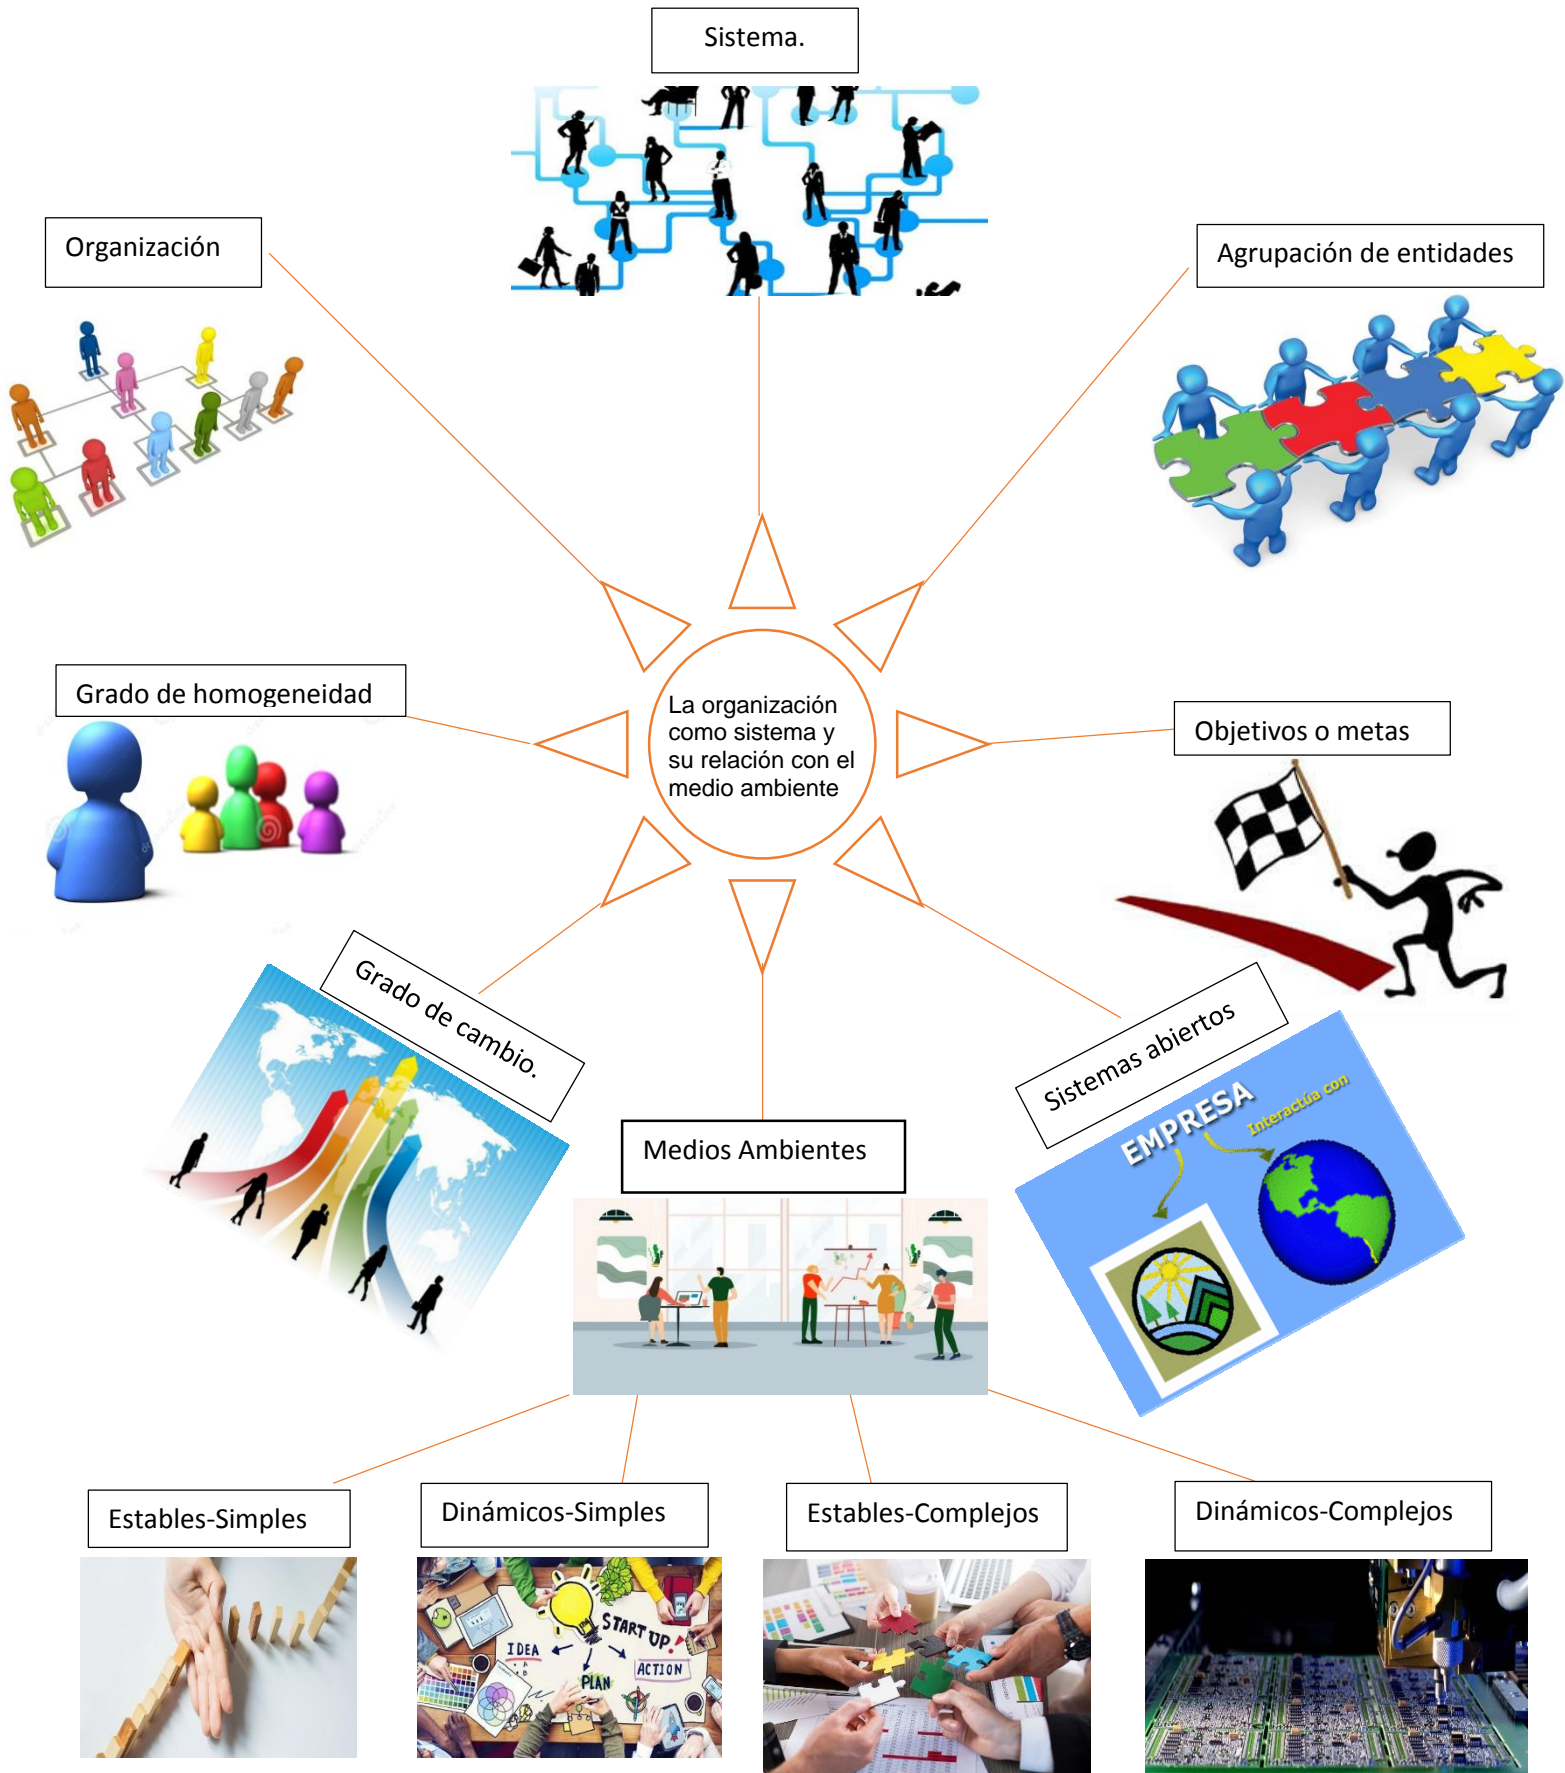 Sistema.
Organización
Agrupación de entidades
Grado de homogeneidad
La organización
como sistema y
su relación con el
medio ambiente
Objetivos o metas
Grado de cambio.
Sistemas abiertos
EMPRESA
Interactúa con
Medios Ambientes
Estables-Simples
Dinámicos-Simples
Estables-Complejos
Dinámicos-Complejos
START UP!
IDEA
PLAN
ACTION